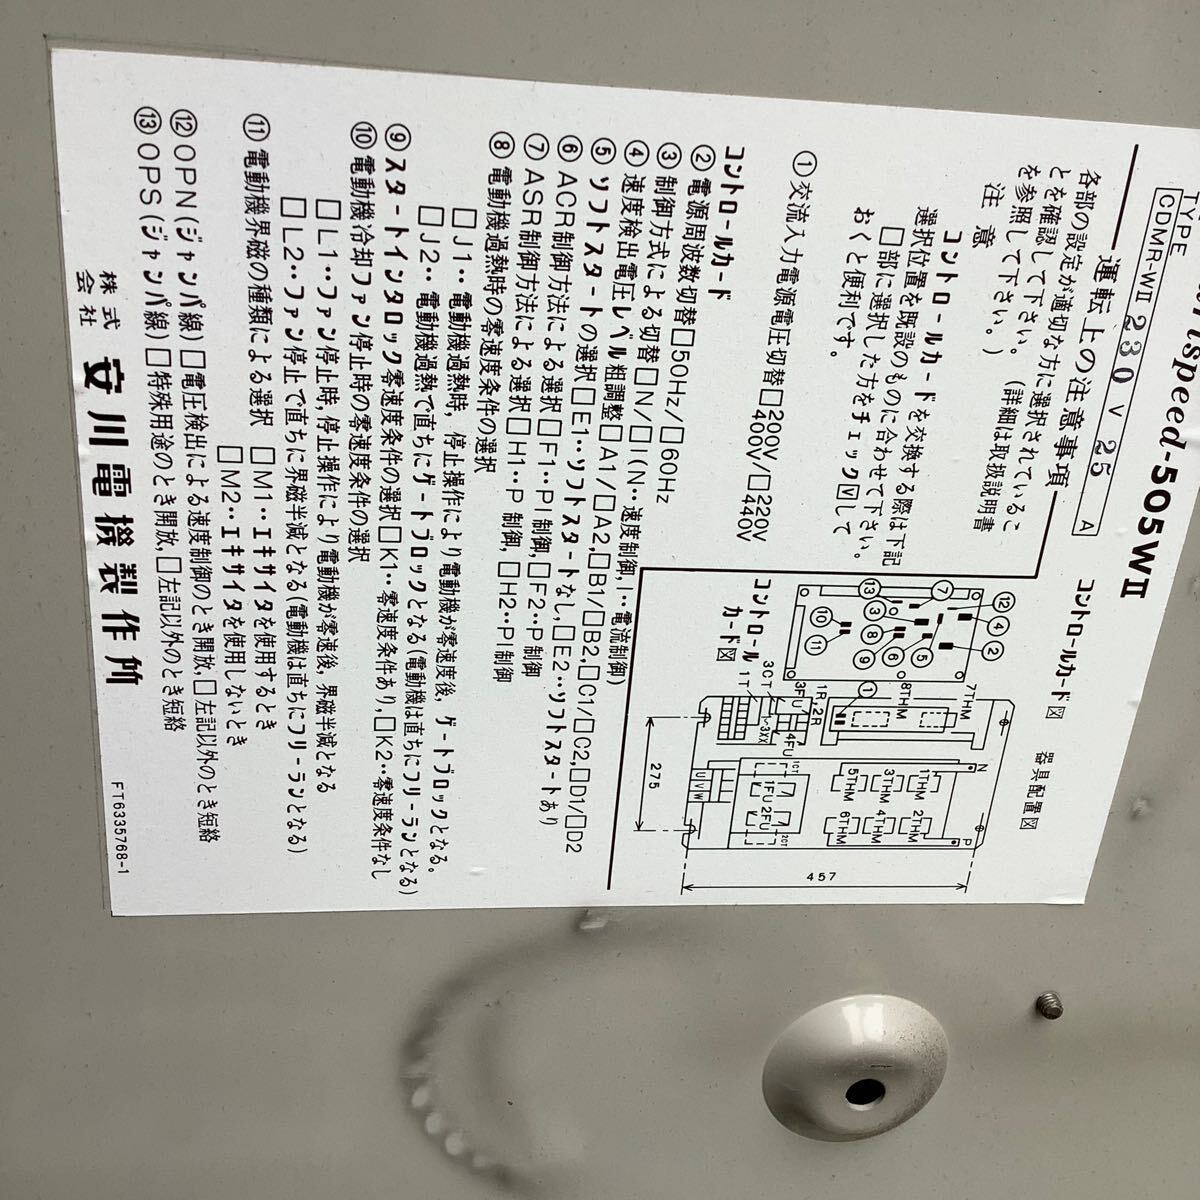 speed-505WⅡ
TYPE
CDMR-WⅡ 230 V 25 A
運転上の注意事項
各部の設定が適切な方に選択されているこ
とを確認して下さい。(詳細は取扱説明書
を参照して下さい。)
注 意
コントロールカードを交換する際は下記
選択位置を既設のものに合わせて下さい。
□部に選択した方をチェック☑して
おくと便利です。
①交流入力電源電圧切替□200V/□220V
400V/ 440V
コントロールカード
②電源周波数切替□50Hz/□60Hz
③制御方式による切替□N/□I(N‥速度制御,I‥電流制御)
④速度検出電圧レベル粗調整□A1/□A2,□B1/□B2,□C1/□C2,□D1/□D2
⑤ソフトスタートの選択□E1‥ソフトスタートなし,□E2‥ソフトスタートあり
⑥ACR制御方法による選択□F1‥PI制御,□F2‥P制御
⑦ASR制御方法による選択□H1‥P制御,□H2‥PI制御
⑧電動機過熱時の零速度条件の選択
□J1‥電動機過熱時,停止操作により電動機が零速度後,ゲートブロックとなる。
□J2‥電動機過熱で直ちにゲートブロックとなる(電動機は直ちにフリーランとなる)
⑨スタートインタロック零速度条件の選択□K1‥零速度条件あり,□K2‥零速度条件なし
⑩電動機冷却ファン停止時の零速度条件の選択
□L1‥ファン停止時,停止操作により電動機が零速後,界磁半減となる
□L2‥ファン停止で直ちに界磁半減となる(電動機は直ちにフリーランとなる)
⑪電動機界磁の種類による選択 □M1‥エキサイタを使用するとき
□M2‥エキサイタを使用しないとき
⑫OPN(ジャンパ線)□電圧検出による速度制御のとき開放,□左記以外のとき短絡
⑬OPS(ジャンパ線)□特殊用途のとき開放,□左記以外のとき短絡
株式会社 安川電機製作所
FT6335768-1
コントロールカード図
器具配置図
⑫ ④ ②
⑦ ⑬ ③ ⑧ ⑨ ⑥ ⑤
⑩ ⑪
コントロール
カード図
7THM
8THM
①
1R,2R
3FU
4FU
3CT
1T
N
P
1THM
2THM
3THM
4THM
5THM
6THM
1CT
1FU 2FU
2CT
U V W
275
457